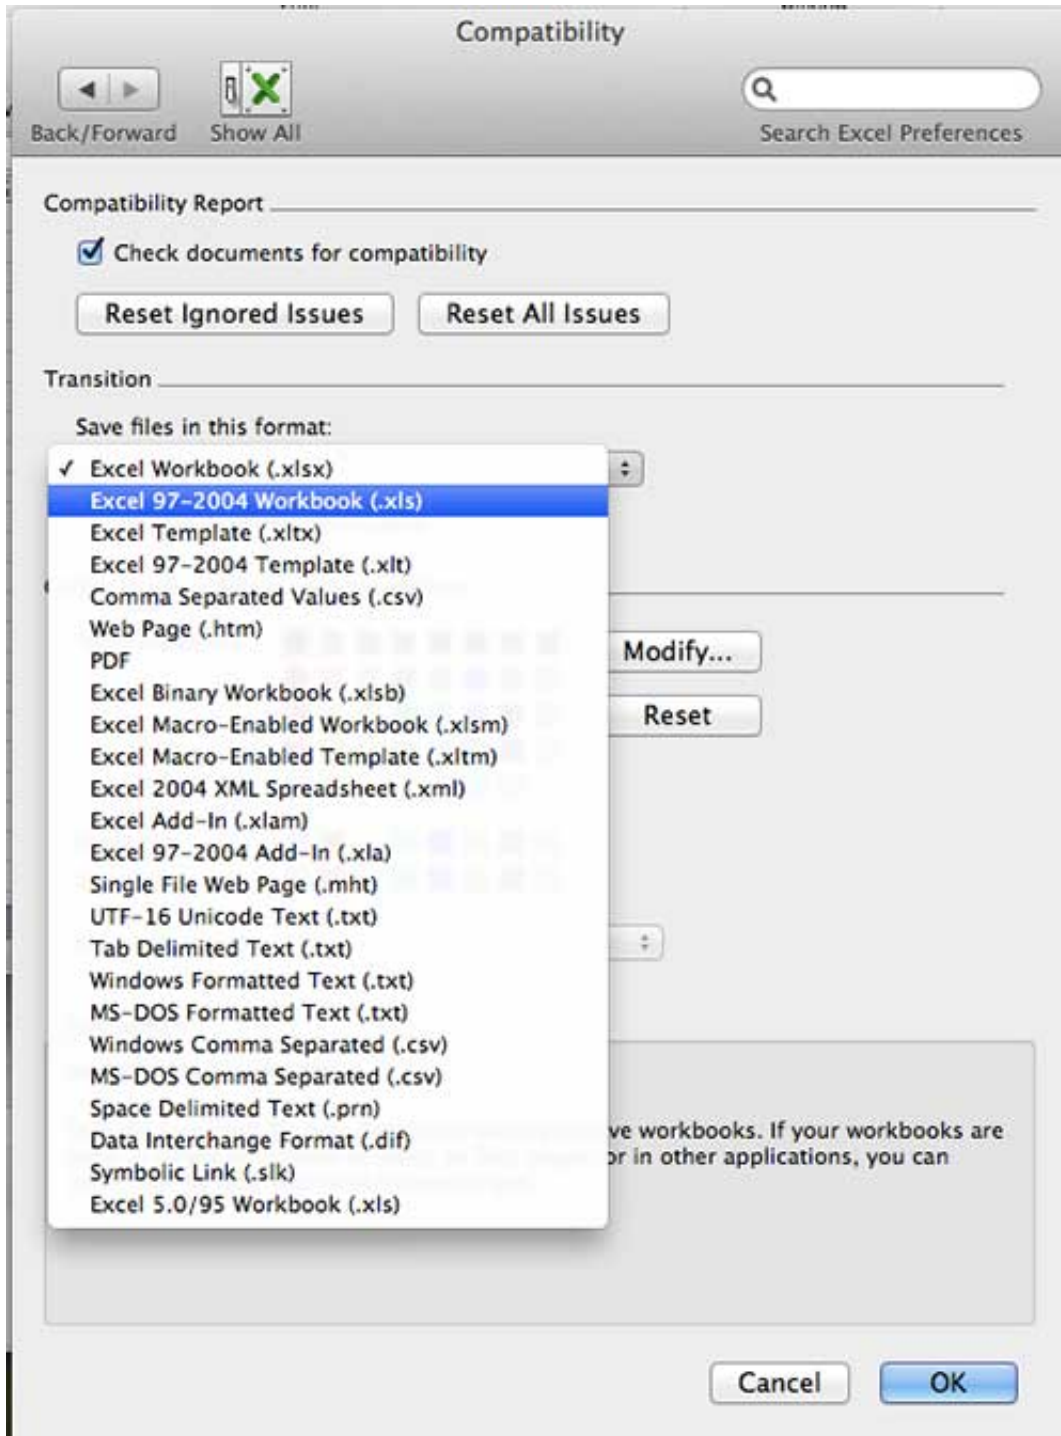 Compatibility
Back/Forward
Show All
Search Excel Preferences
Compatibility Report
Check documents for compatibility
Reset Ignored Issues
Reset All Issues
Transition
Save files in this format:
✓ Excel Workbook (.xlsx)
Excel 97-2004 Workbook (.xls)
Excel Template (.xltx)
Excel 97-2004 Template (.xlt)
Comma Separated Values (.csv)
Web Page (.htm)
PDF
Modify...
Excel Binary Workbook (.xlsb)
Excel Macro-Enabled Workbook (.xlsm)
Reset
Excel Macro-Enabled Template (.xltm)
Excel 2004 XML Spreadsheet (.xml)
Excel Add-In (.xlam)
Excel 97-2004 Add-In (.xla)
Single File Web Page (.mht)
UTF-16 Unicode Text (.txt)
Tab Delimited Text (.txt)
Windows Formatted Text (.txt)
MS-DOS Formatted Text (.txt)
Windows Comma Separated (.csv)
MS-DOS Comma Separated (.csv)
Space Delimited Text (.prn)
Data Interchange Format (.dif)
Symbolic Link (.slk)
Excel 5.0/95 Workbook (.xls)
ve workbooks. If your workbooks are
or in other applications, you can
Cancel
OK